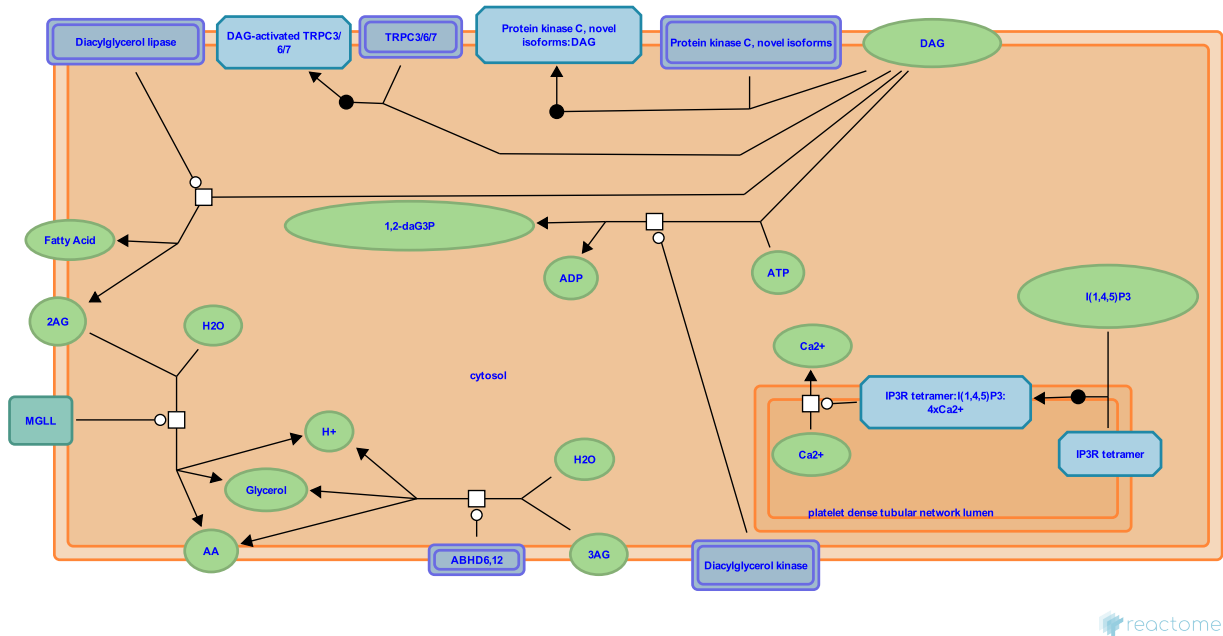 Diacylglycerol lipase
DAG-activated TRPC3/
6/7
TRPC3/6/7
Protein kinase C, novel
isoforms:DAG
Protein kinase C, novel isoforms
DAG
Fatty Acid
1,2-daG3P
ADP
ATP
I(1,4,5)P3
2AG
H2O
Ca2+
cytosol
IP3R tetramer:I(1,4,5)P3:
4xCa2+
MGLL
H+
Ca2+
IP3R tetramer
H2O
Glycerol
platelet dense tubular network lumen
AA
ABHD6,12
3AG
Diacylglycerol kinase
reactome